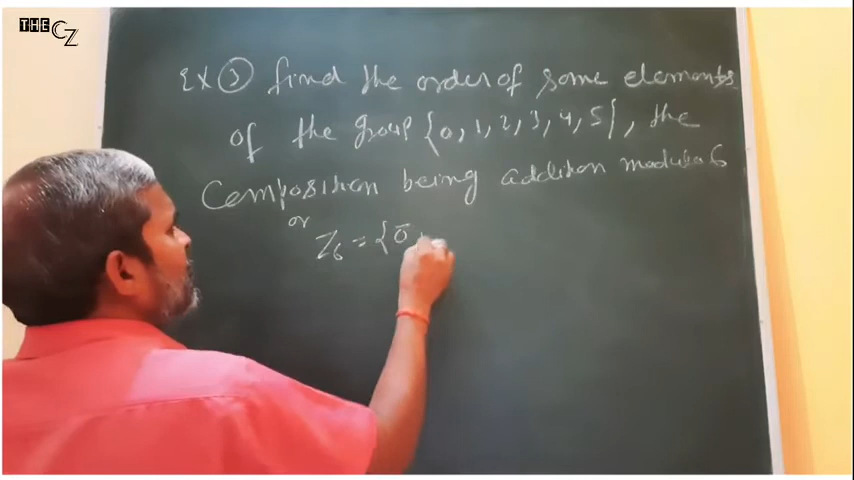 THE CZ
Ex ③ find the order of some elements
of the group {0, 1, 2, 3, 4, 5}, the
composition being addition modulo 6
or
Z₆ = {0̄